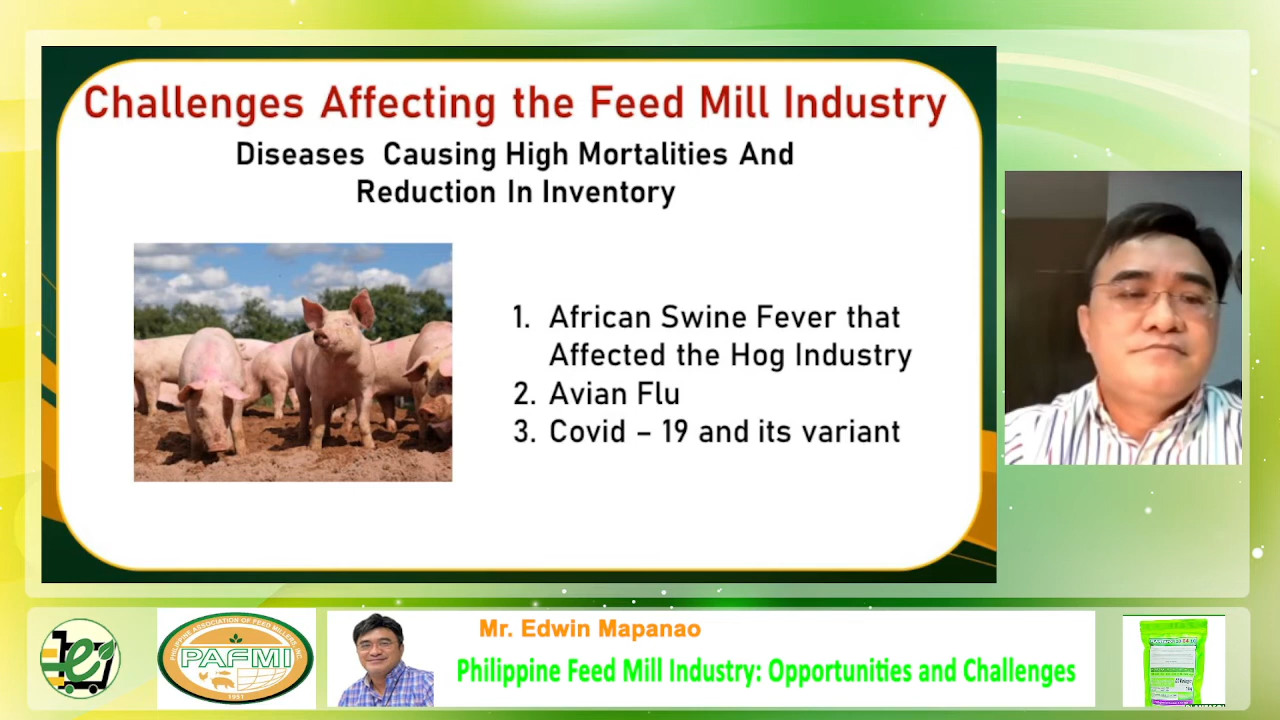 Challenges Affecting the Feed Mill Industry
Diseases Causing High Mortalities And
Reduction In Inventory
1. African Swine Fever that
Affected the Hog Industry
2. Avian Flu
3. Covid – 19 and its variant
PHILIPPINE ASSOCIATION OF FEED MILLERS, INC.
PAFMI
1951
Mr. Edwin Mapanao
Philippine Feed Mill Industry: Opportunities and Challenges